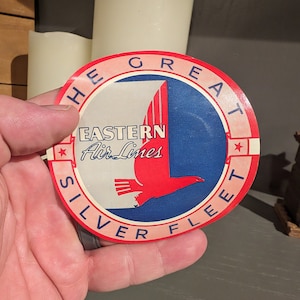 THE GREAT
EASTERN
Air Lines
SILVER FLEET